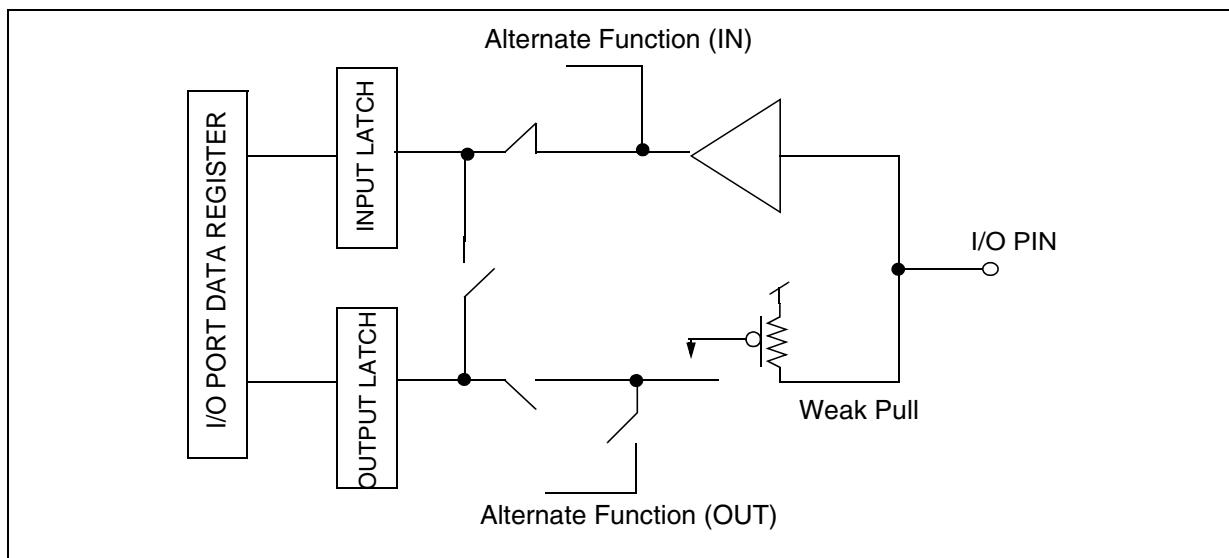 Alternate Function (IN)
I/O PORT DATA REGISTER
INPUT LATCH
I/O PIN
OUTPUT LATCH
Weak Pull
Alternate Function (OUT)